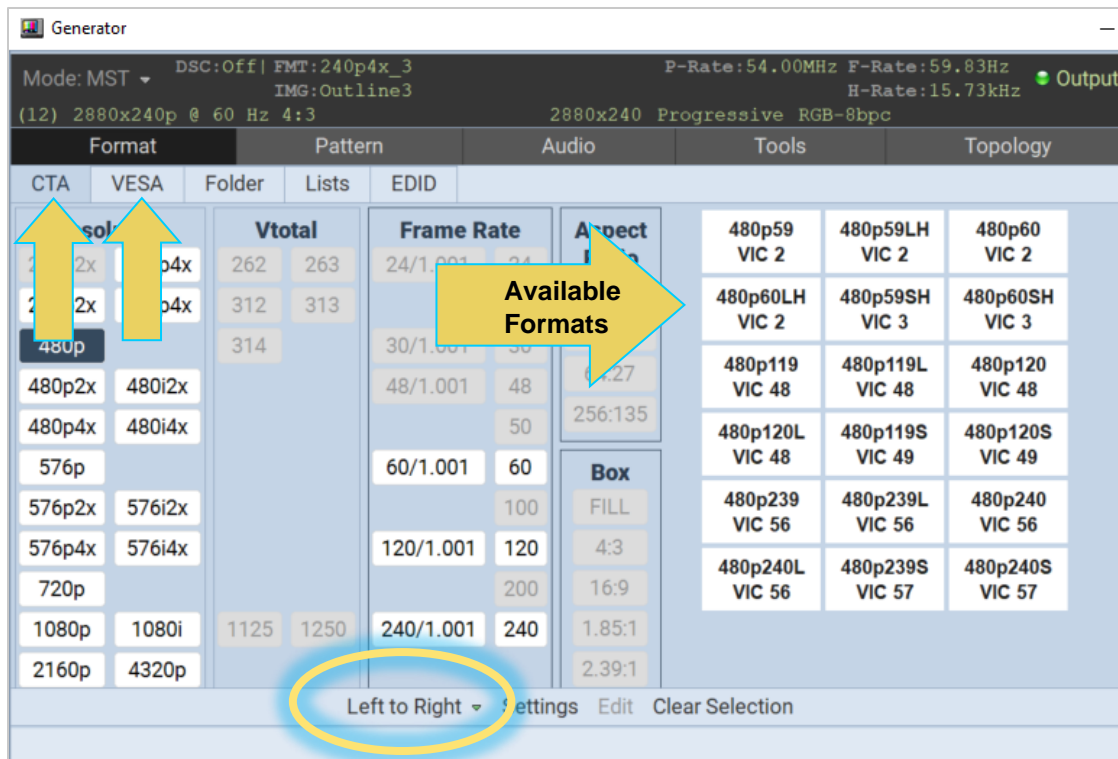 Generator
Mode: MST
DSC:Off| FMT:240p4x_3
IMG:Outline3
P-Rate:54.00MHz F-Rate:59.83Hz
H-Rate:15.73kHz
Output
(12) 2880x240p @ 60 Hz 4:3
2880x240 Progressive RGB-8bpc
Format Pattern Audio Tools Topology
CTA VESA Folder Lists EDID
Vtotal
262 263
312 313
314
1125 1250
Frame Rate
24/1.001 24
30/1.001 30
48/1.001 48
50
60/1.001 60
100
120/1.001 120
200
240/1.001 240
Aspect
64:27
256:135
Box
FILL
4:3
16:9
1.85:1
2.39:1
480p
480p2x 480i2x
480p4x 480i4x
576p
576p2x 576i2x
576p4x 576i4x
720p
1080p 1080i
2160p 4320p
Available
Formats
480p59 480p59LH 480p60
VIC 2 VIC 2 VIC 2
480p60LH 480p59SH 480p60SH
VIC 2 VIC 3 VIC 3
480p119 480p119L 480p120
VIC 48 VIC 48 VIC 48
480p120L 480p119S 480p120S
VIC 48 VIC 49 VIC 49
480p239 480p239L 480p240
VIC 56 VIC 56 VIC 56
480p240L 480p239S 480p240S
VIC 56 VIC 57 VIC 57
Left to Right Settings Edit Clear Selection